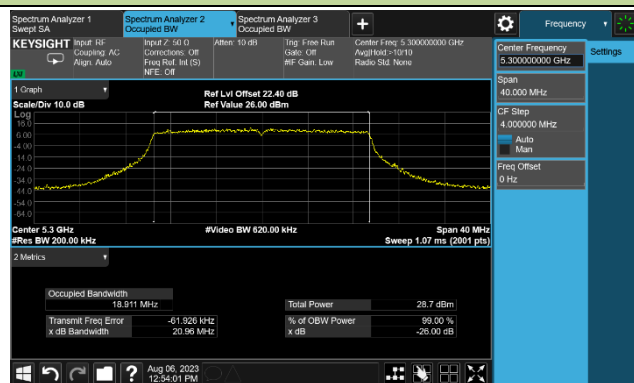 Spectrum Analyzer 1
Swept SA
Spectrum Analyzer 2
Occupied BW
Spectrum Analyzer 3
Occupied BW
+
Frequency
KEYSIGHT
Input: RF
Coupling: AC
Align: Auto
Input Z: 50 Ω
Corrections: Off
Freq Ref: Int (S)
NFE: Off
Atten: 10 dB
Trig: Free Run
Gate: Off
#IF Gain: Low
Center Freq: 5.300000000 GHz
Avg|Hold:>10/10
Radio Std: None
LXI
Center Frequency
5.300000000 GHz
Settings
Span
40.000 MHz
CF Step
4.000000 MHz
Auto
Man
Freq Offset
0 Hz
1 Graph
Scale/Div 10.0 dB
Ref Lvl Offset 22.40 dB
Ref Value 26.00 dBm
Log
16.0
6.00
-4.00
-14.0
-24.0
-34.0
-44.0
-54.0
-64.0
Center 5.3 GHz
#Res BW 200.00 kHz
#Video BW 620.00 kHz
Span 40 MHz
Sweep 1.07 ms (2001 pts)
2 Metrics
Occupied Bandwidth
18.911 MHz
Total Power 28.7 dBm
Transmit Freq Error -61.926 kHz
% of OBW Power 99.00 %
x dB Bandwidth 20.96 MHz
x dB -26.00 dB
?
Aug 06, 2023
12:54:01 PM